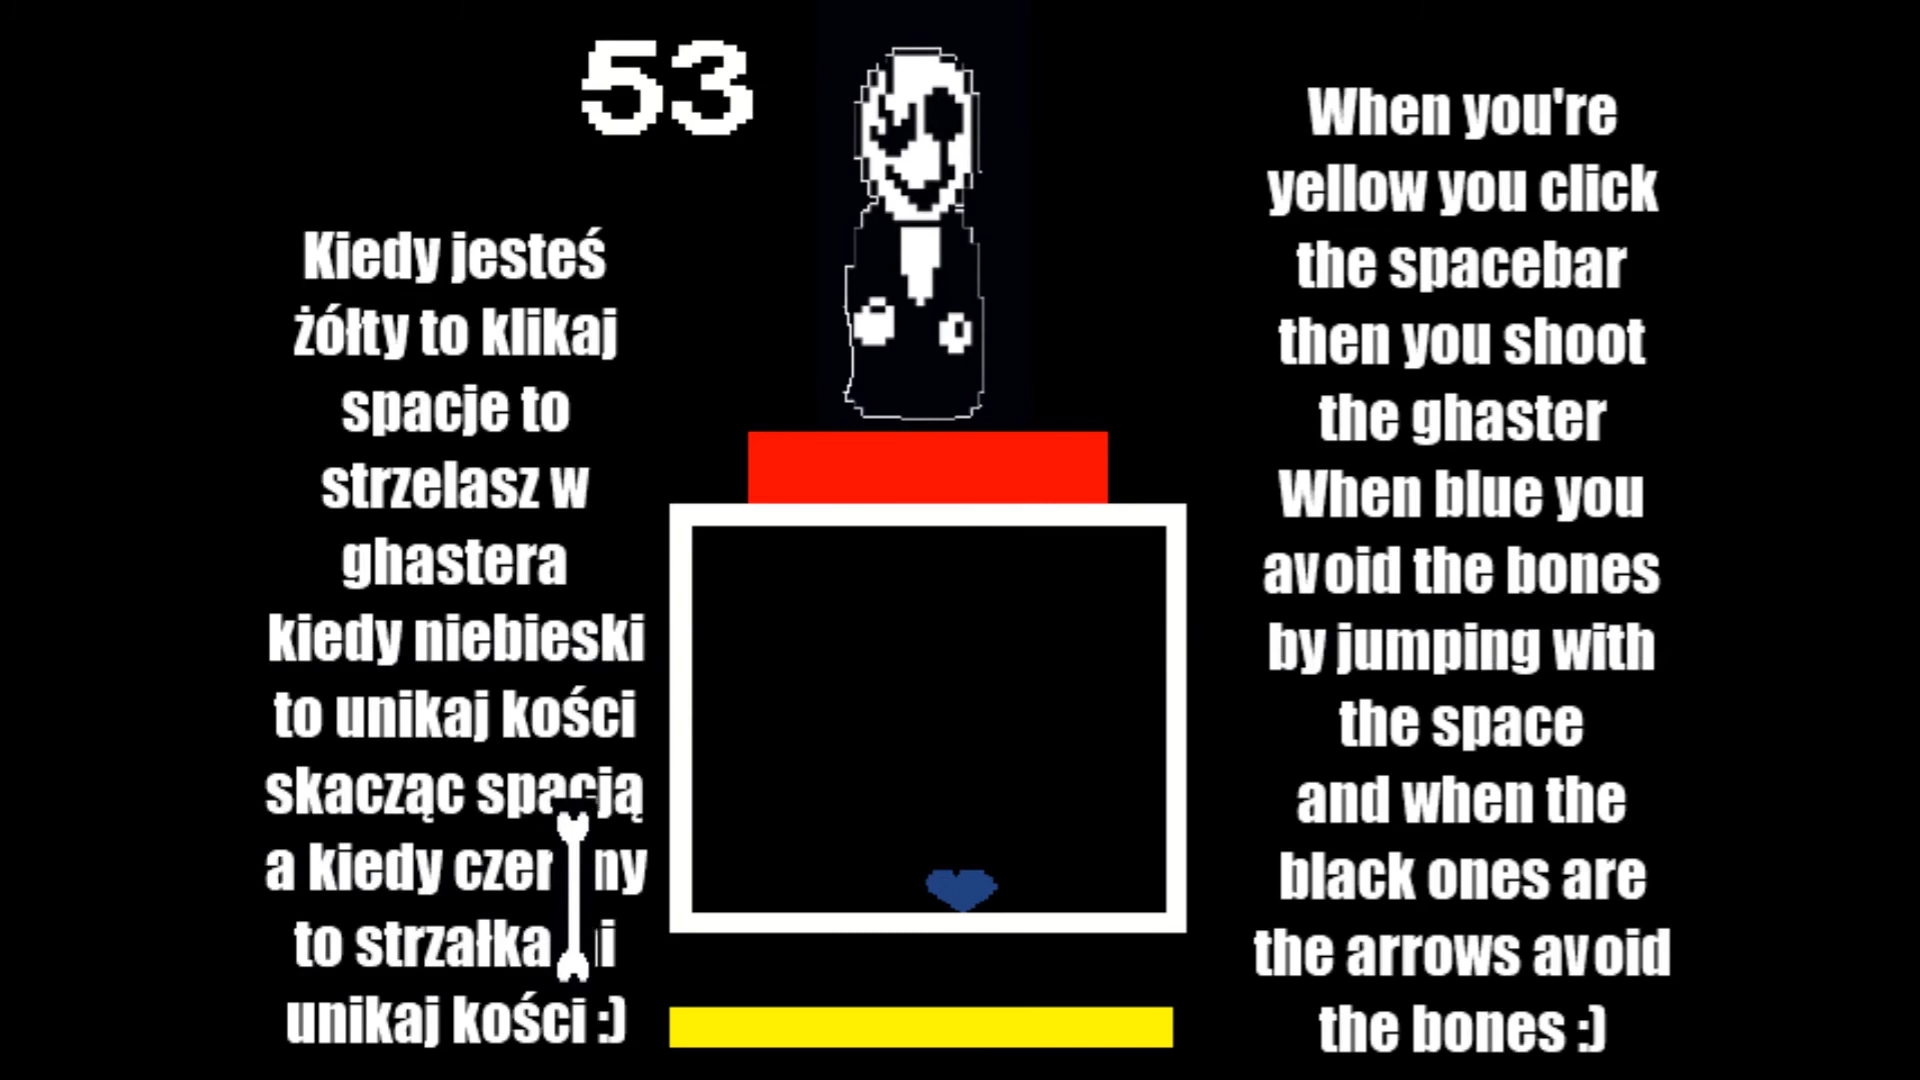 53
Kiedy jesteś
żółty to klikaj
spacje to
strzelasz w
ghastera
kiedy niebieski
to unikaj kości
skacząc spacją
a kiedy
to
unikaj kości :)
When you're
yellow you click
the spacebar
then you shoot
the ghaster
When blue you
avoid the bones
by jumping with
the space
and when the
black ones are
the arrows avoid
the bones :)